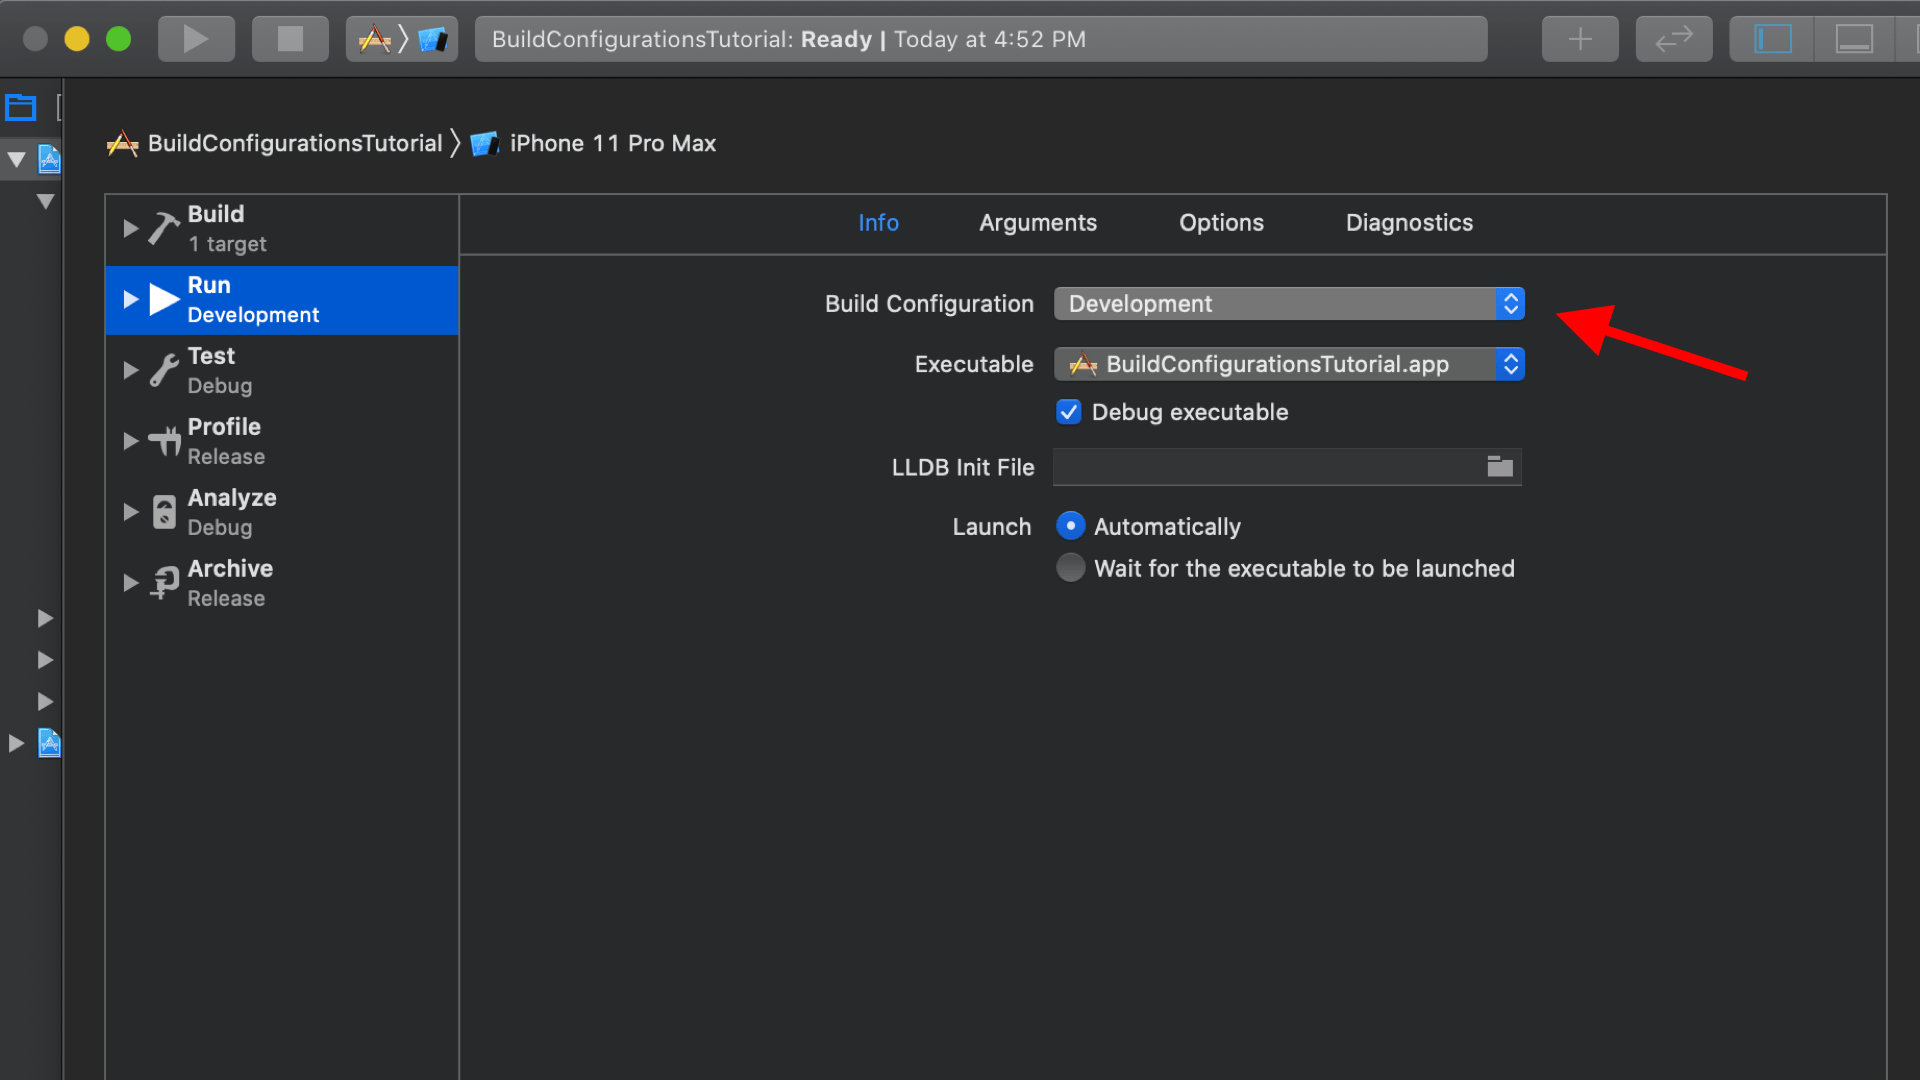 BuildConfigurationsTutorial: Ready | Today at 4:52 PM
BuildConfigurationsTutorial 〉 iPhone 11 Pro Max
Build
1 target
Run
Development
Test
Debug
Profile
Release
Analyze
Debug
Archive
Release
Info Arguments Options Diagnostics
Build Configuration Development
Executable BuildConfigurationsTutorial.app
Debug executable
LLDB Init File
Launch Automatically
Wait for the executable to be launched